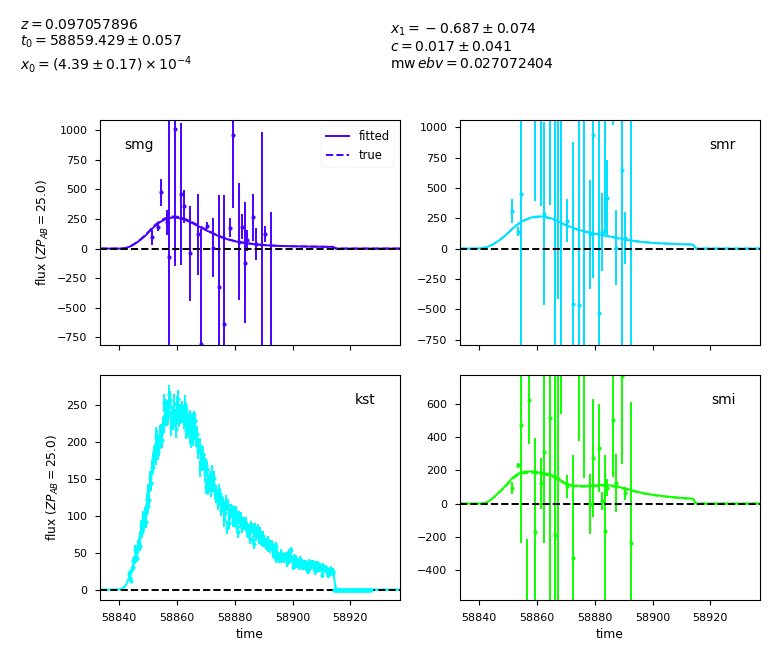 z = 0.097057896
t₀ = 58859.429 ± 0.057
x₀ = (4.39 ± 0.17) × 10⁻⁴
x₁ = −0.687 ± 0.074
c = 0.017 ± 0.041
mw ebv = 0.027072404
smg
fitted
true
1000
750
500
250
0
−250
−500
−750
flux (ZP_AB = 25.0)
smr
1000
750
500
250
0
−250
−500
−750
kst
250
200
150
100
50
0
flux (ZP_AB = 25.0)
58840 58860 58880 58900 58920
time
smi
600
400
200
0
−200
−400
58840 58860 58880 58900 58920
time